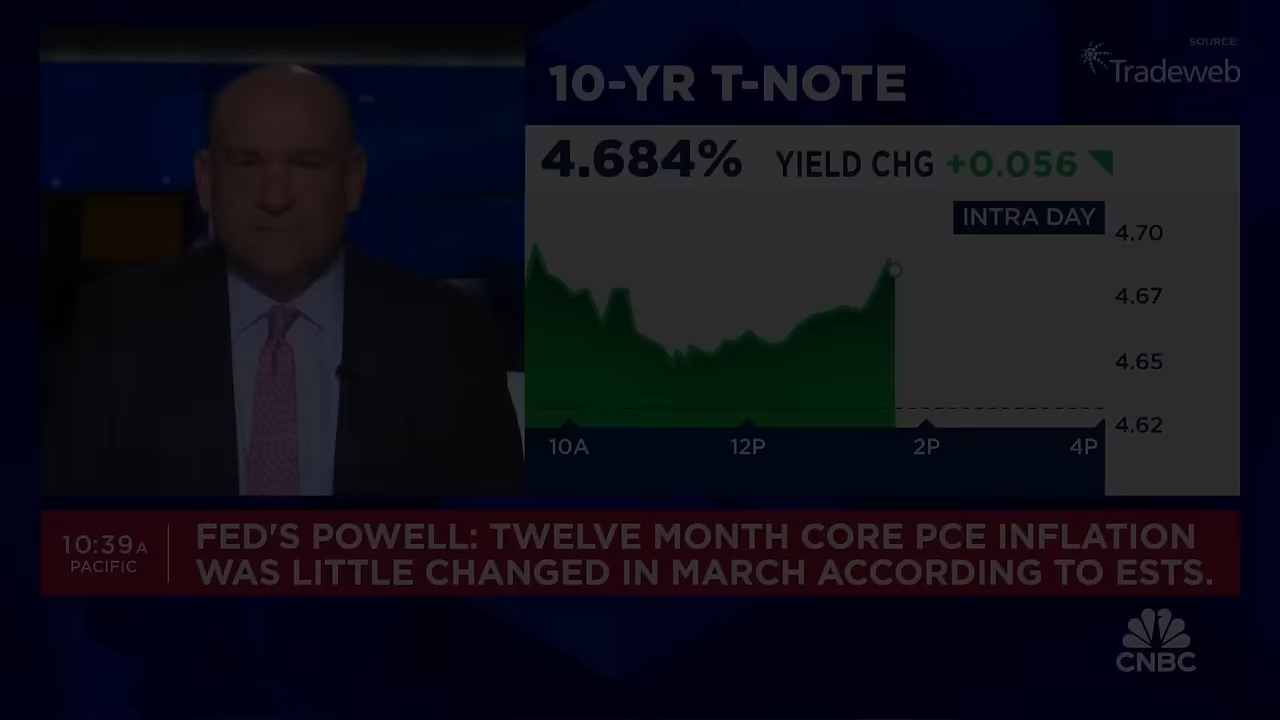 SOURCE:
Tradeweb
10-YR T-NOTE
4.684% YIELD CHG +0.056
INTRA DAY
4.70
4.67
4.65
4.62
10A 12P 2P 4P
10:39A
PACIFIC
FED'S POWELL: TWELVE MONTH CORE PCE INFLATION
WAS LITTLE CHANGED IN MARCH ACCORDING TO ESTS.
CNBC